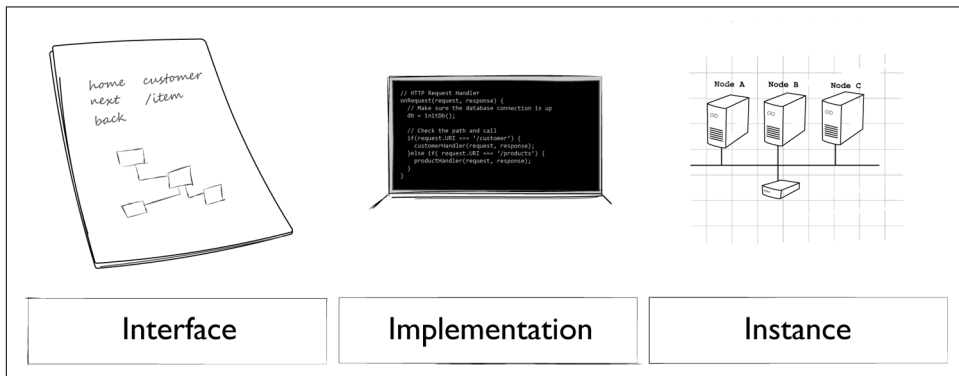 home customer
next /item
back
// HTTP Request Handler
onRequest(request, response) {
// Make sure the database connection is up
db = initDb();
// Check the path and call
if(request.URI === '/customer') {
customerHandler(request, response);
}else if( request.URI === '/products') {
productHandler(request, response);
}
}
Node A Node B Node C
Interface
Implementation
Instance